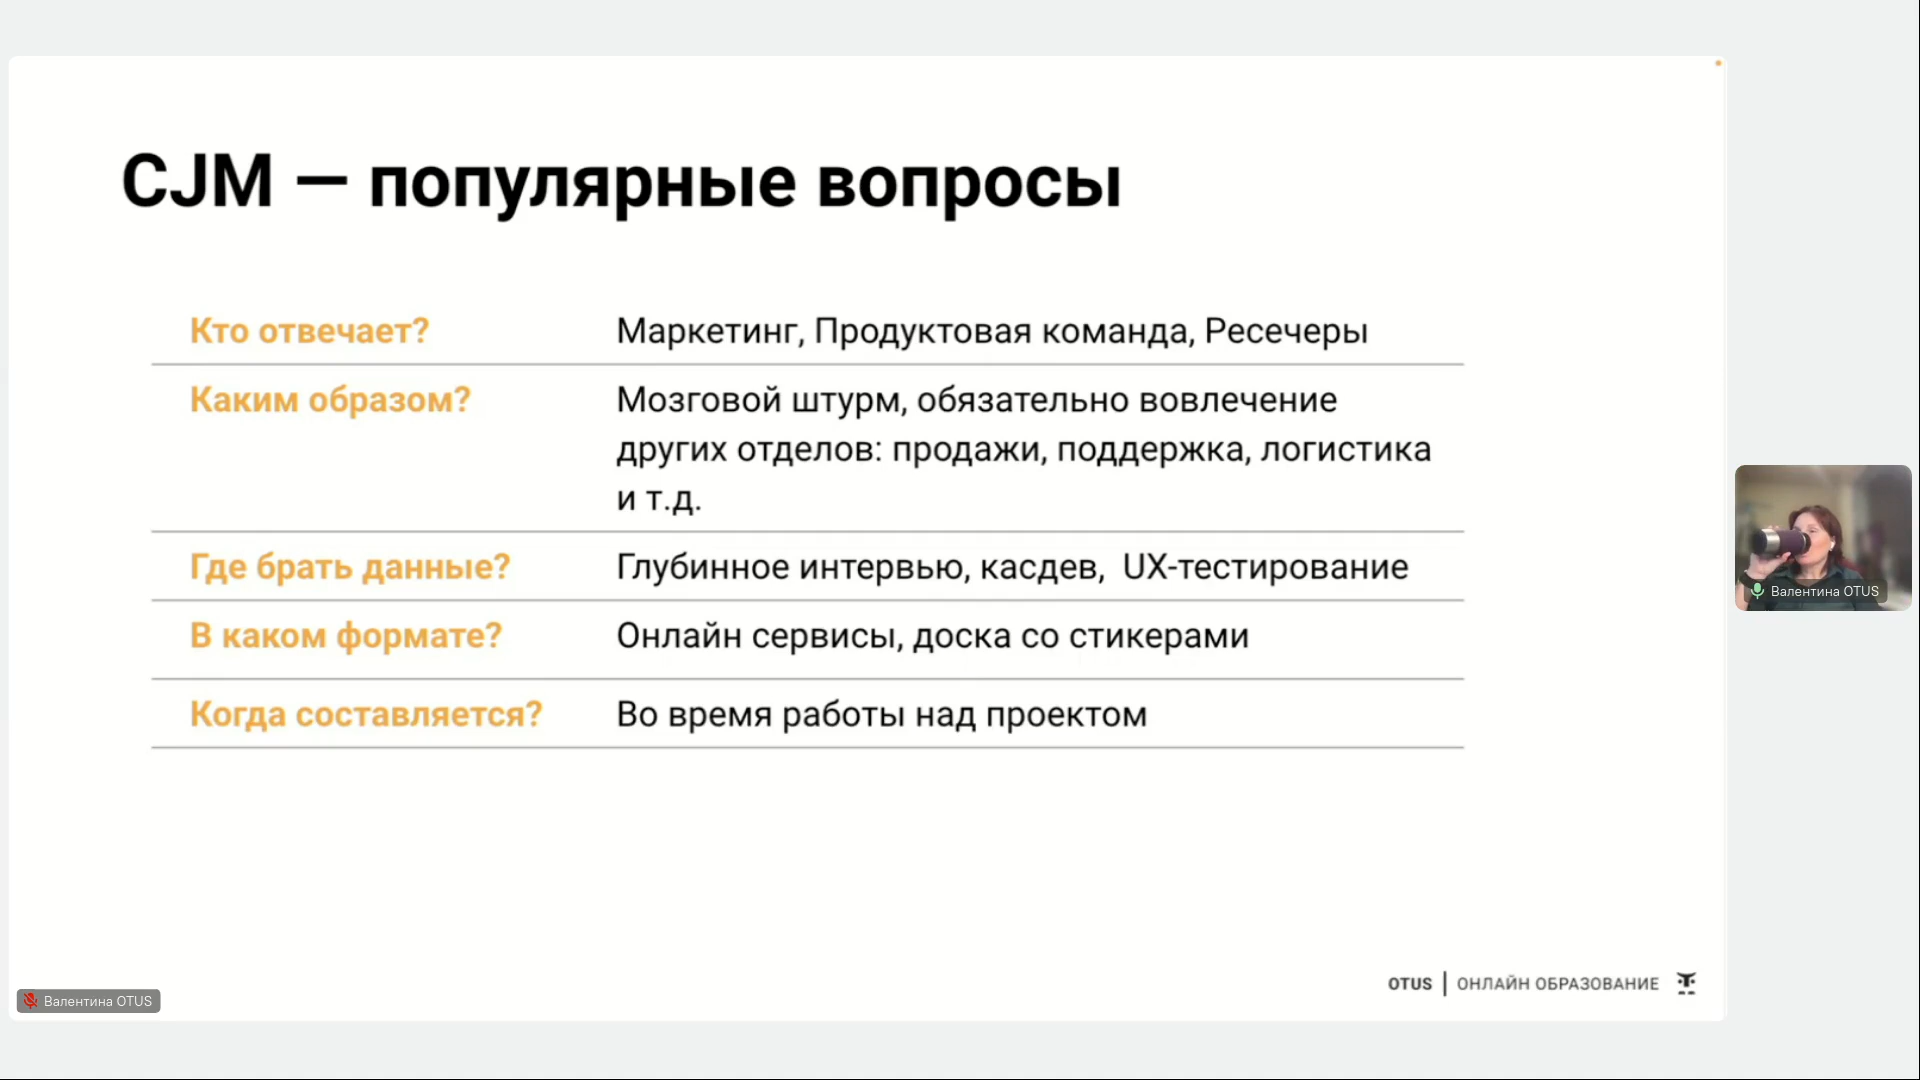 CJM — популярные вопросы
Кто отвечает? Маркетинг, Продуктовая команда, Ресечеры
Каким образом? Мозговой штурм, обязательно вовлечение
других отделов: продажи, поддержка, логистика
и т.д.
Где брать данные? Глубинное интервью, касдев, UX-тестирование
В каком формате? Онлайн сервисы, доска со стикерами
Когда составляется? Во время работы над проектом
Валентина OTUS
OTUS | ОНЛАЙН ОБРАЗОВАНИЕ
Валентина OTUS